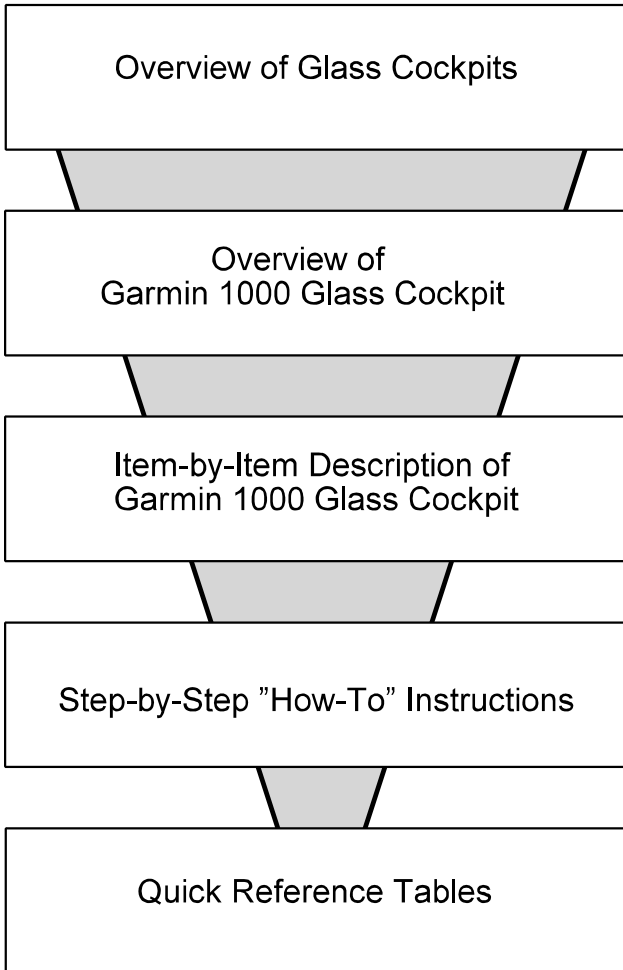 Overview of Glass Cockpits
Overview of
Garmin 1000 Glass Cockpit
Item-by-Item Description of
Garmin 1000 Glass Cockpit
Step-by-Step ”How-To” Instructions
Quick Reference Tables